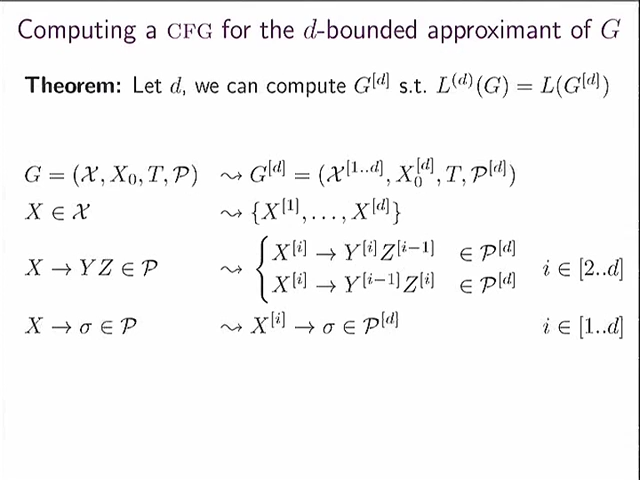 Computing a CFG for the d-bounded approximant of G
Theorem: Let d, we can compute G^{[d]} s.t. L^{(d)}(G) = L(G^{[d]})
G = (𝒳, X_0, T, 𝒫) ⇝ G^{[d]} = (𝒳^{[1..d]}, X_0^{[d]}, T, 𝒫^{[d]})
X ∈ 𝒳 ⇝ {X^{[1]}, …, X^{[d]}}
X → Y Z ∈ 𝒫 ⇝ { X^{[i]} → Y^{[i]} Z^{[i−1]} ∈ 𝒫^{[d]}
X^{[i]} → Y^{[i−1]} Z^{[i]} ∈ 𝒫^{[d]} i ∈ [2..d]
X → σ ∈ 𝒫 ⇝ X^{[i]} → σ ∈ 𝒫^{[d]} i ∈ [1..d]